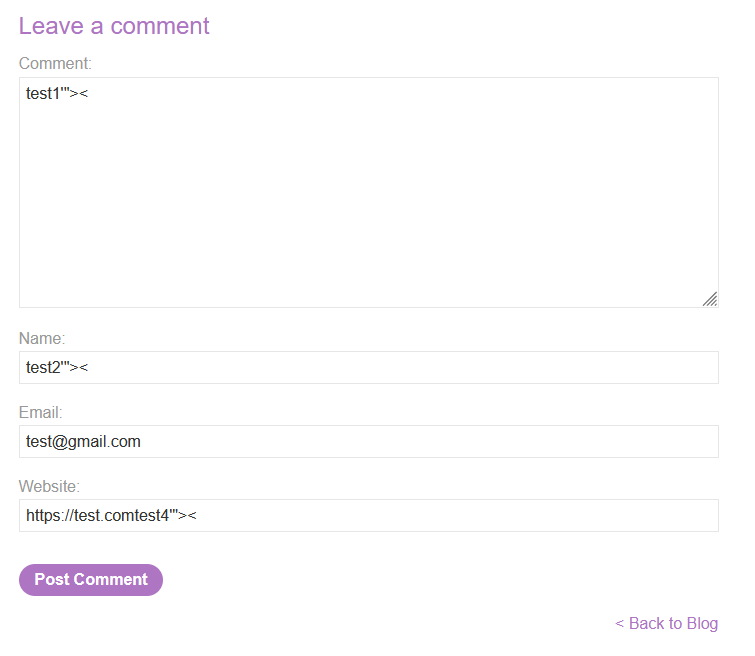 Leave a comment
Comment:
test1'"><
Name:
test2'"><
Email:
test@gmail.com
Website:
https://test.comtest4'"><
Post Comment
< Back to Blog